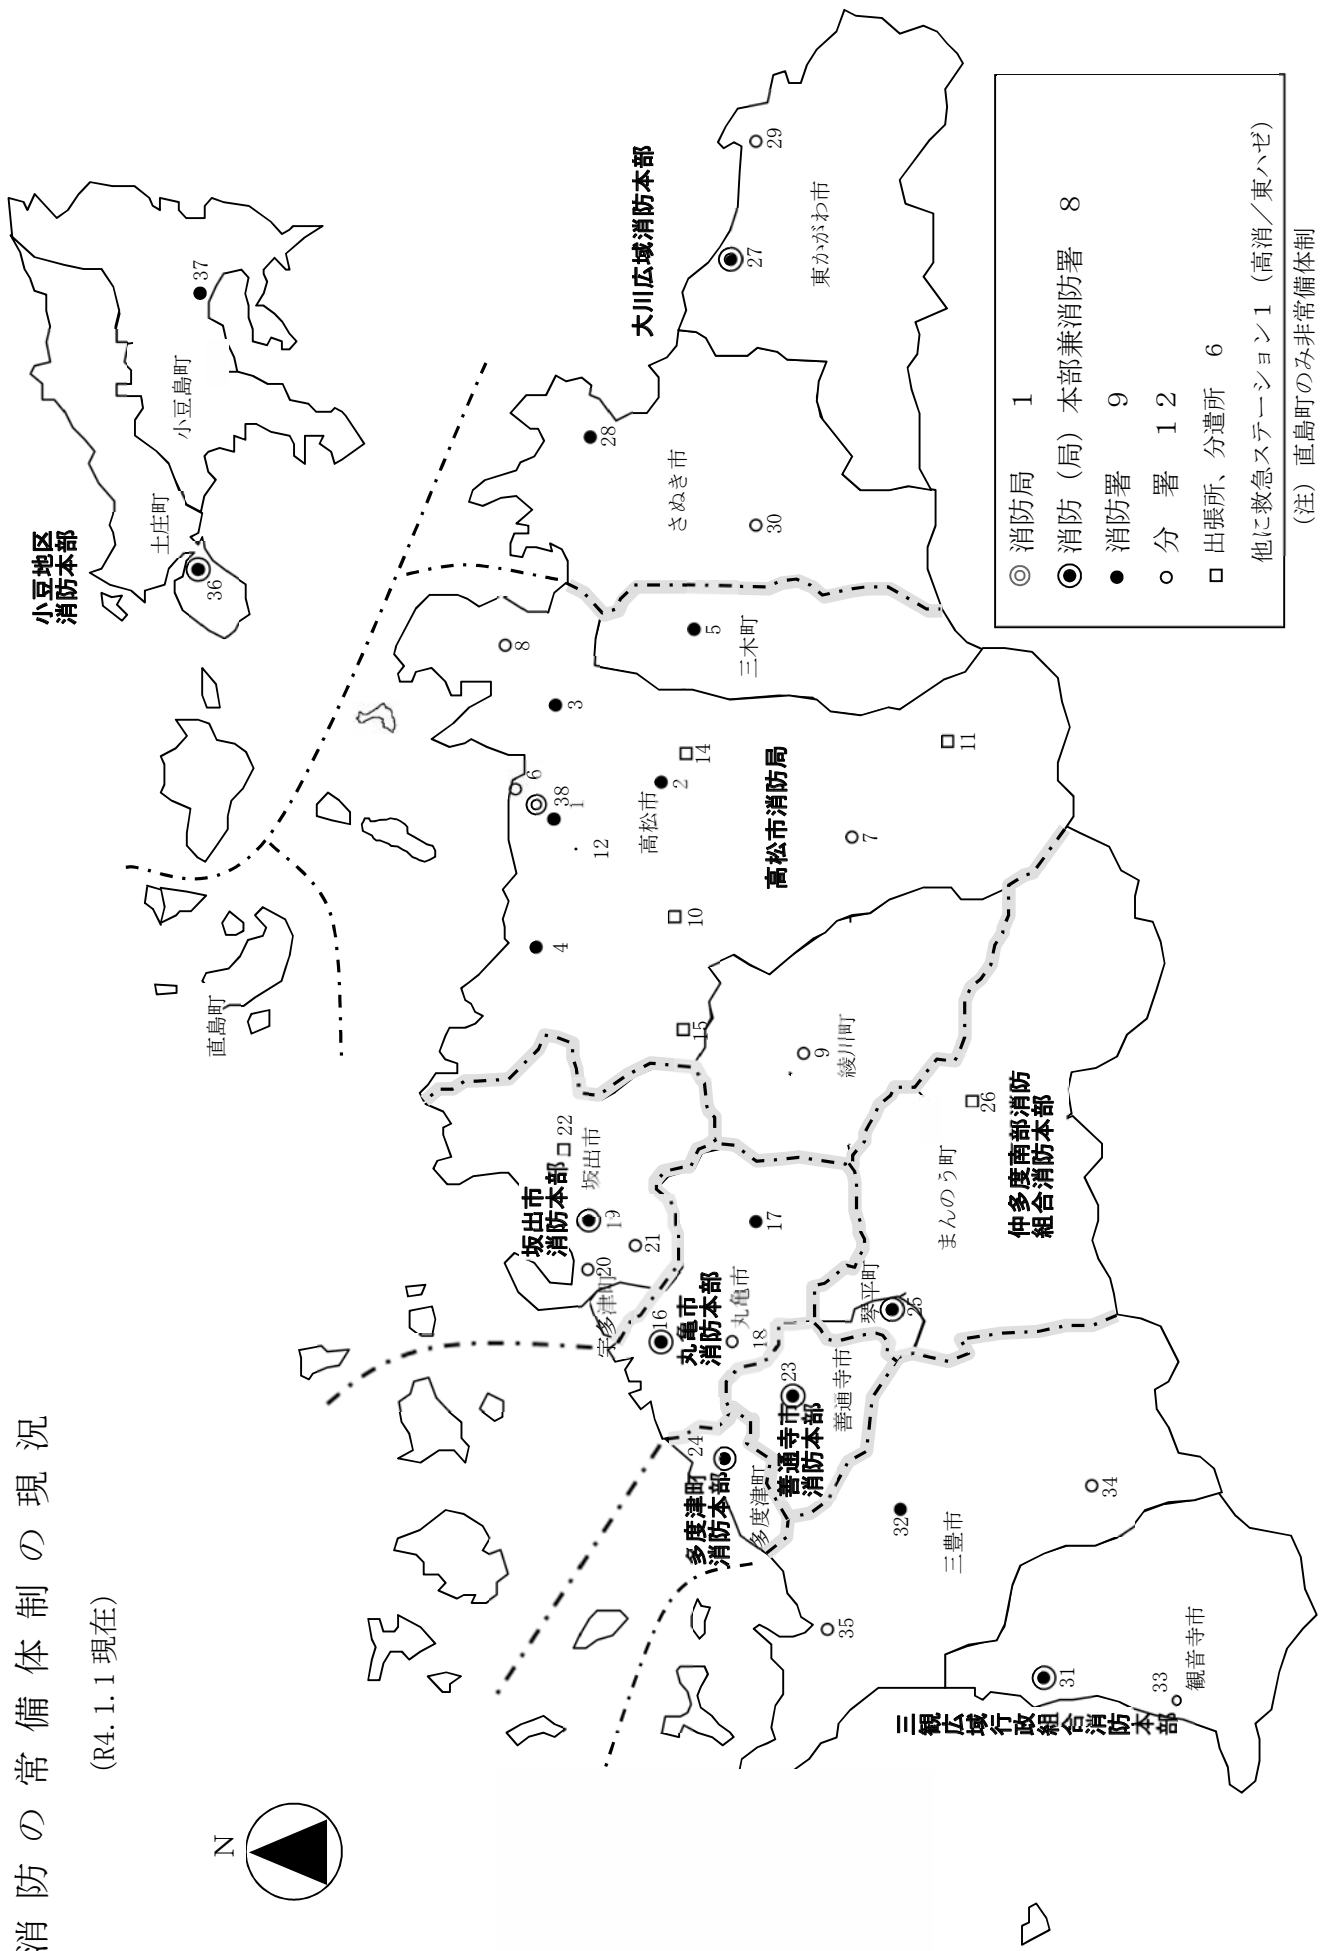 消防の常備体制の現況
(R4.1.1現在)
N
小豆地区
消防本部
土庄町
36
小豆島町
37
直島町
大川広域消防本部
27
29
東かがわ市
28
さぬき市
30
8
3
5
三木町
6
38
1
12
2
14
高松市
高松市消防局
11
7
10
4
15
9
綾川町
坂出市
消防本部
22
坂出市
19
20
21
宇多津町
16
丸亀市
消防本部
丸亀市
17
18
まんのう町
26
仲多度南部消防
組合消防本部
琴平町
25
23
善通寺市
善通寺市
消防本部
24
多度津町
消防本部
多度津町
32
三豊市
34
35
31
33
観音寺市
三観広域行政組合消防本部
消防局 1
消防(局)本部兼消防署 8
消防署 9
分 署 12
出張所、分遣所 6
他に救急ステーション1(高消/東ハゼ)
(注)直島町のみ非常備体制